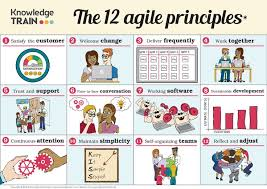 Knowledge
TRAIN
The 12 agile principles*
1 Satisfy the customer
2 Welcome change
3 Deliver frequently
4 Work together
5 Trust and support
6 Face-to-face conversation
7 Working software
8 Sustainable development
9 Continuous attention
10 Maintain simplicity
11 Self-organizing teams
12 Reflect and adjust
Keep
It
Simple